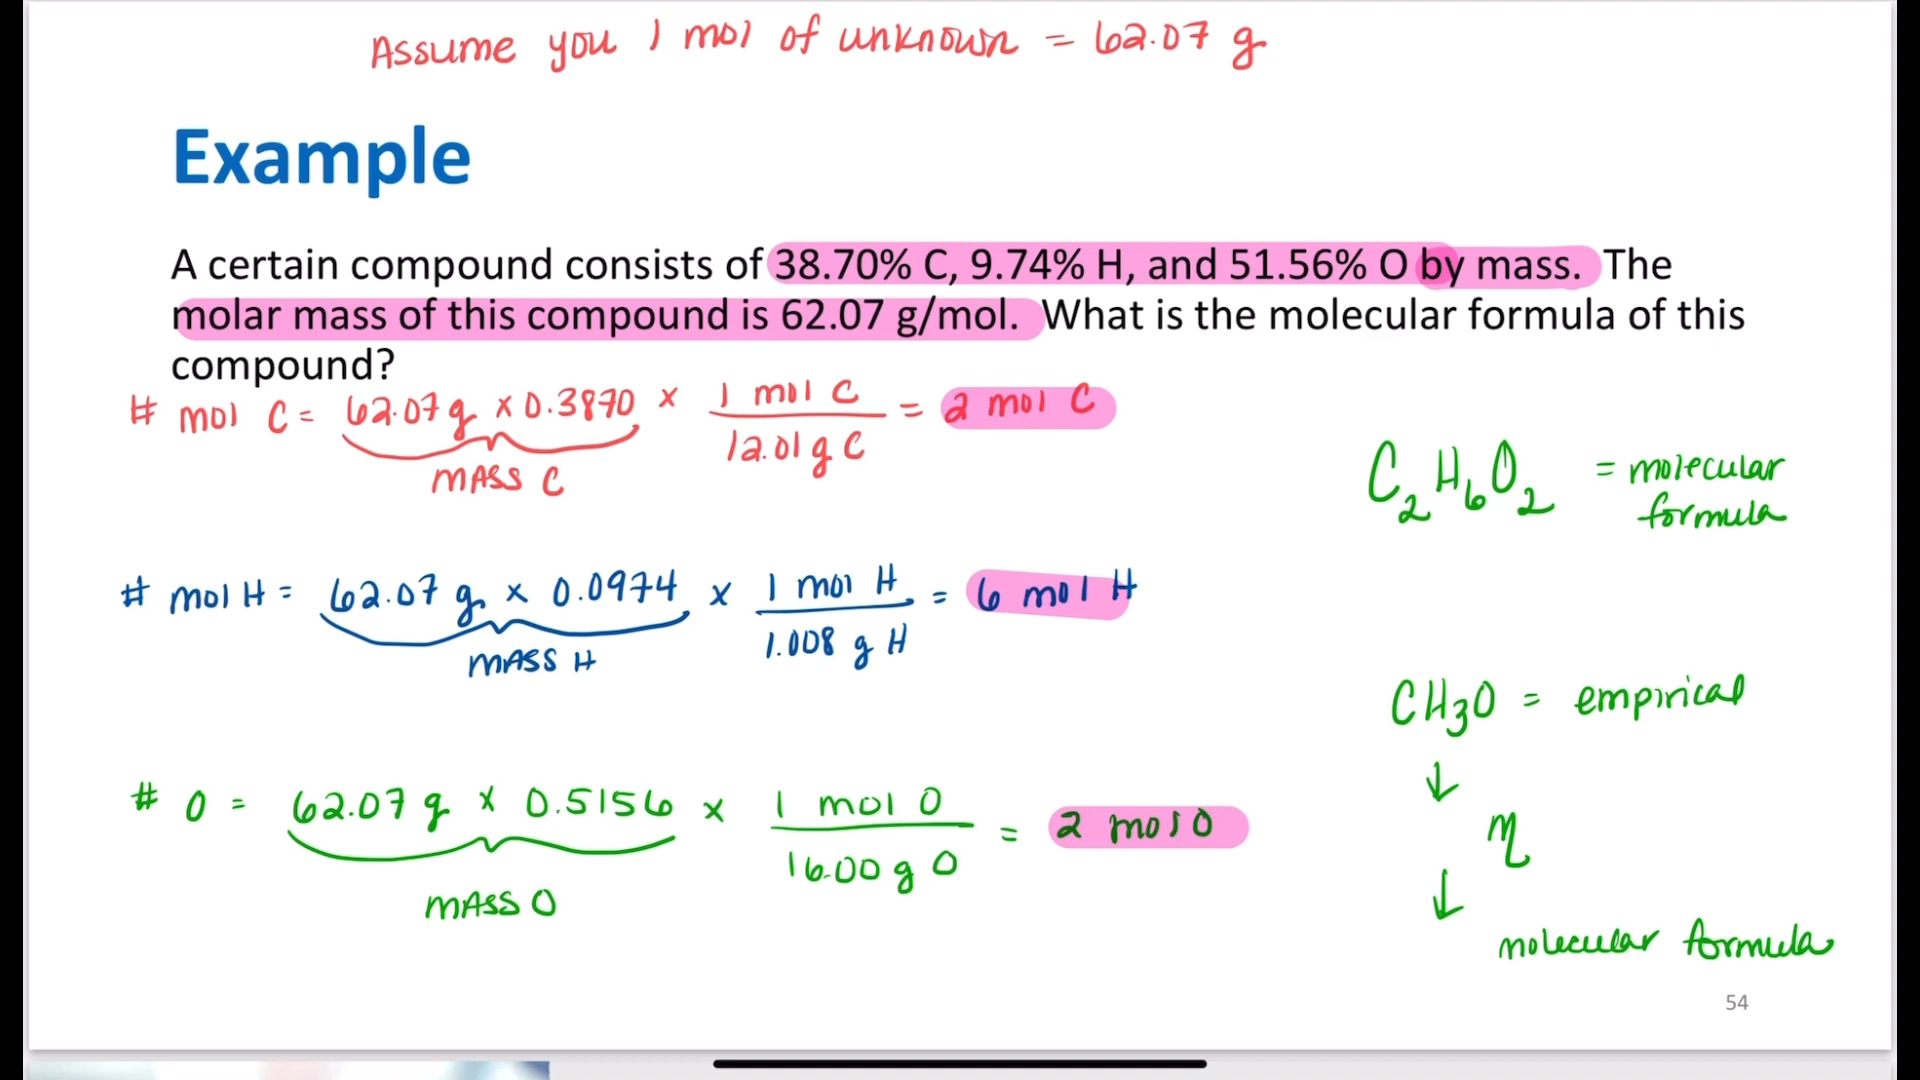 Assume you 1 mol of unknown = 62.07 g
Example
A certain compound consists of 38.70% C, 9.74% H, and 51.56% O by mass. The
molar mass of this compound is 62.07 g/mol. What is the molecular formula of this
compound?
# mol C = 62.07 g x 0.3870 x 1 mol C / 12.01 g C = 2 mol C
MASS C
C₂H₆O₂ = molecular
formula
# mol H = 62.07 g x 0.0974 x 1 mol H / 1.008 g H = 6 mol H
MASS H
CH₃O = empirical
↓
# O = 62.07 g x 0.5156 x 1 mol O / 16.00 g O = 2 mol O
MASS O
↓
molecular formula
54